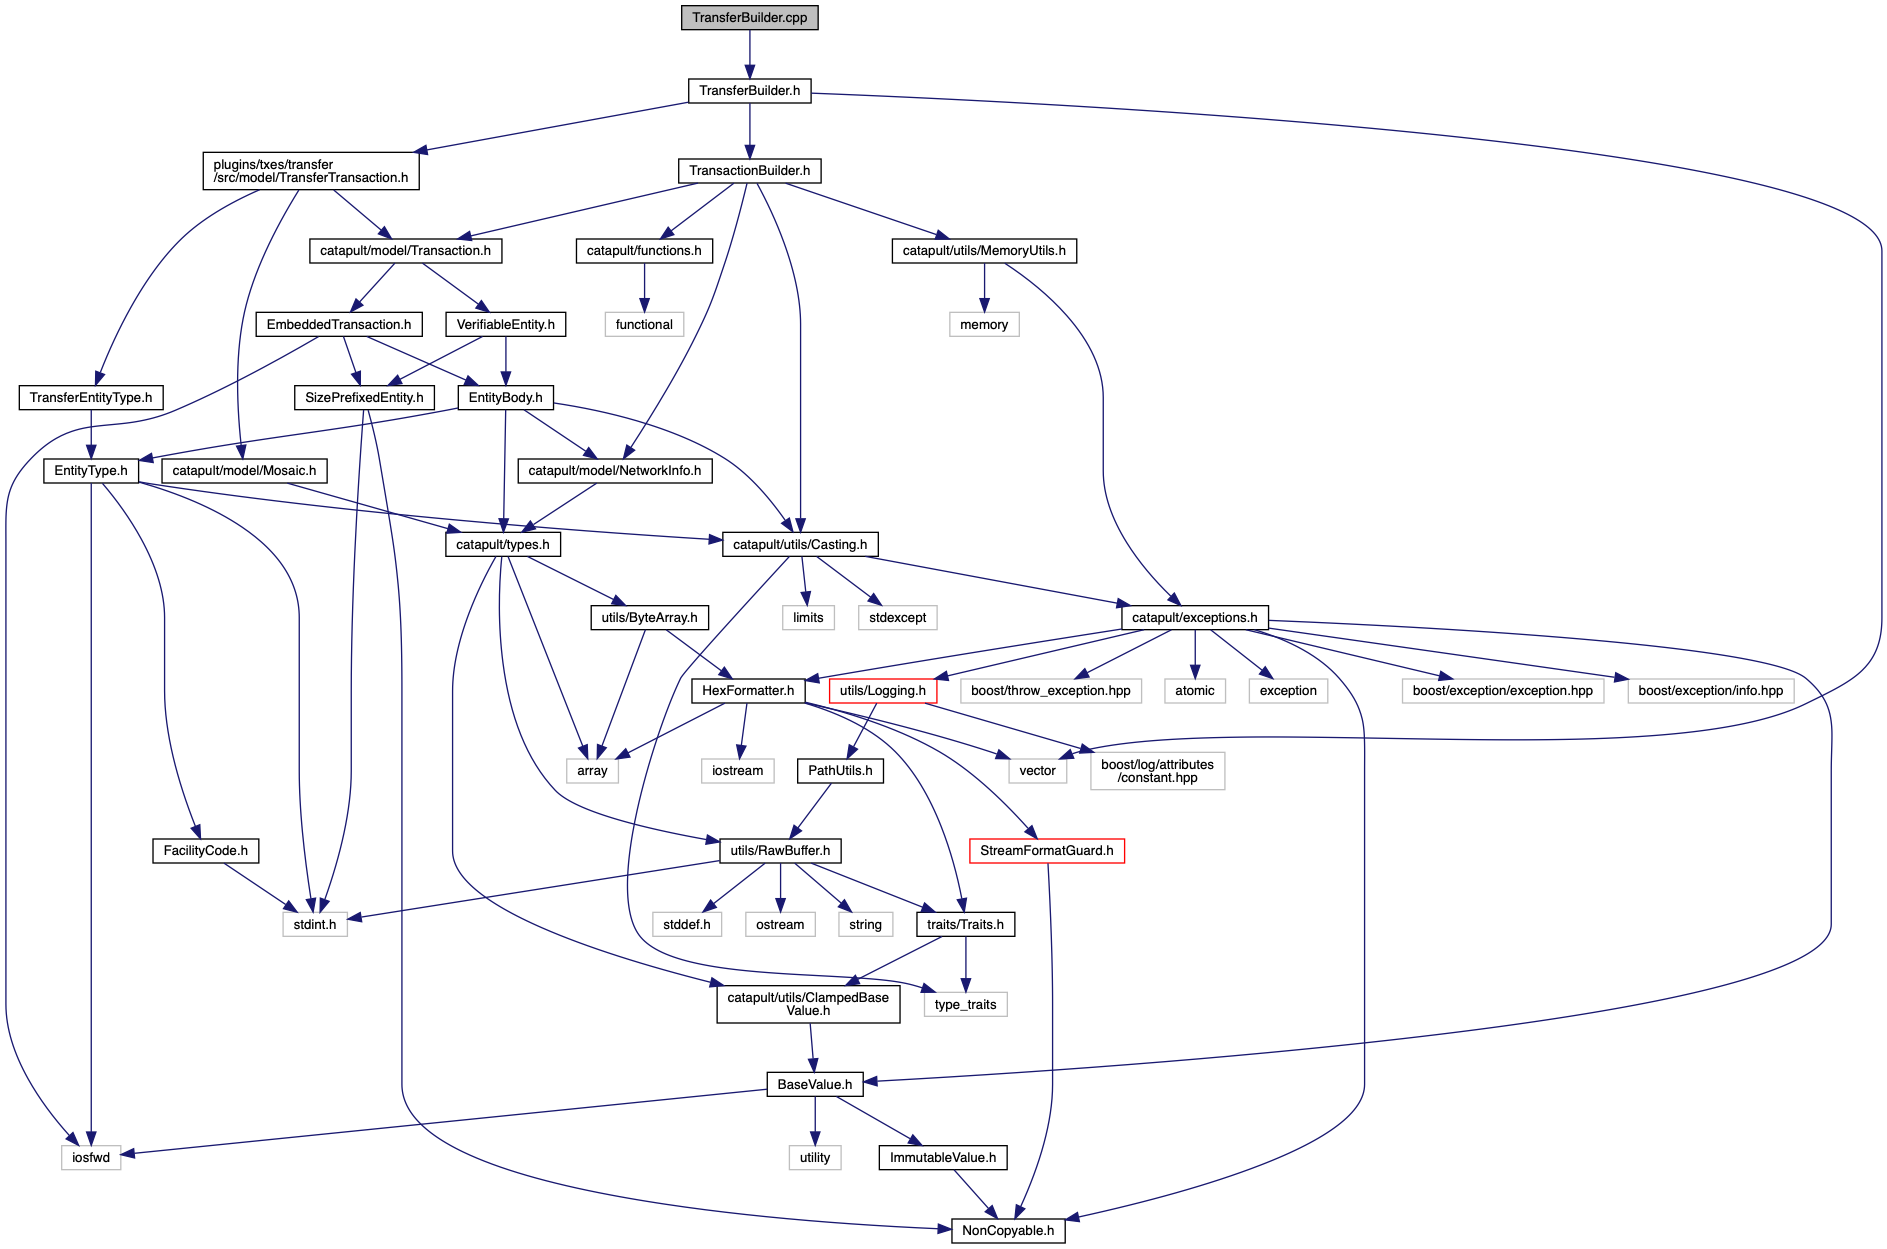 TransferBuilder.cpp
TransferBuilder.h
plugins/txes/transfer
/src/model/TransferTransaction.h
TransactionBuilder.h
catapult/model/Transaction.h
catapult/functions.h
catapult/utils/MemoryUtils.h
EmbeddedTransaction.h
VerifiableEntity.h
functional
memory
TransferEntityType.h
SizePrefixedEntity.h
EntityBody.h
EntityType.h
catapult/model/Mosaic.h
catapult/model/NetworkInfo.h
catapult/types.h
catapult/utils/Casting.h
utils/ByteArray.h
limits
stdexcept
catapult/exceptions.h
HexFormatter.h
utils/Logging.h
boost/throw_exception.hpp
atomic
exception
boost/exception/exception.hpp
boost/exception/info.hpp
array
iostream
PathUtils.h
vector
boost/log/attributes
/constant.hpp
FacilityCode.h
utils/RawBuffer.h
StreamFormatGuard.h
stdint.h
stddef.h
ostream
string
traits/Traits.h
catapult/utils/ClampedBase
Value.h
type_traits
BaseValue.h
iosfwd
utility
ImmutableValue.h
NonCopyable.h